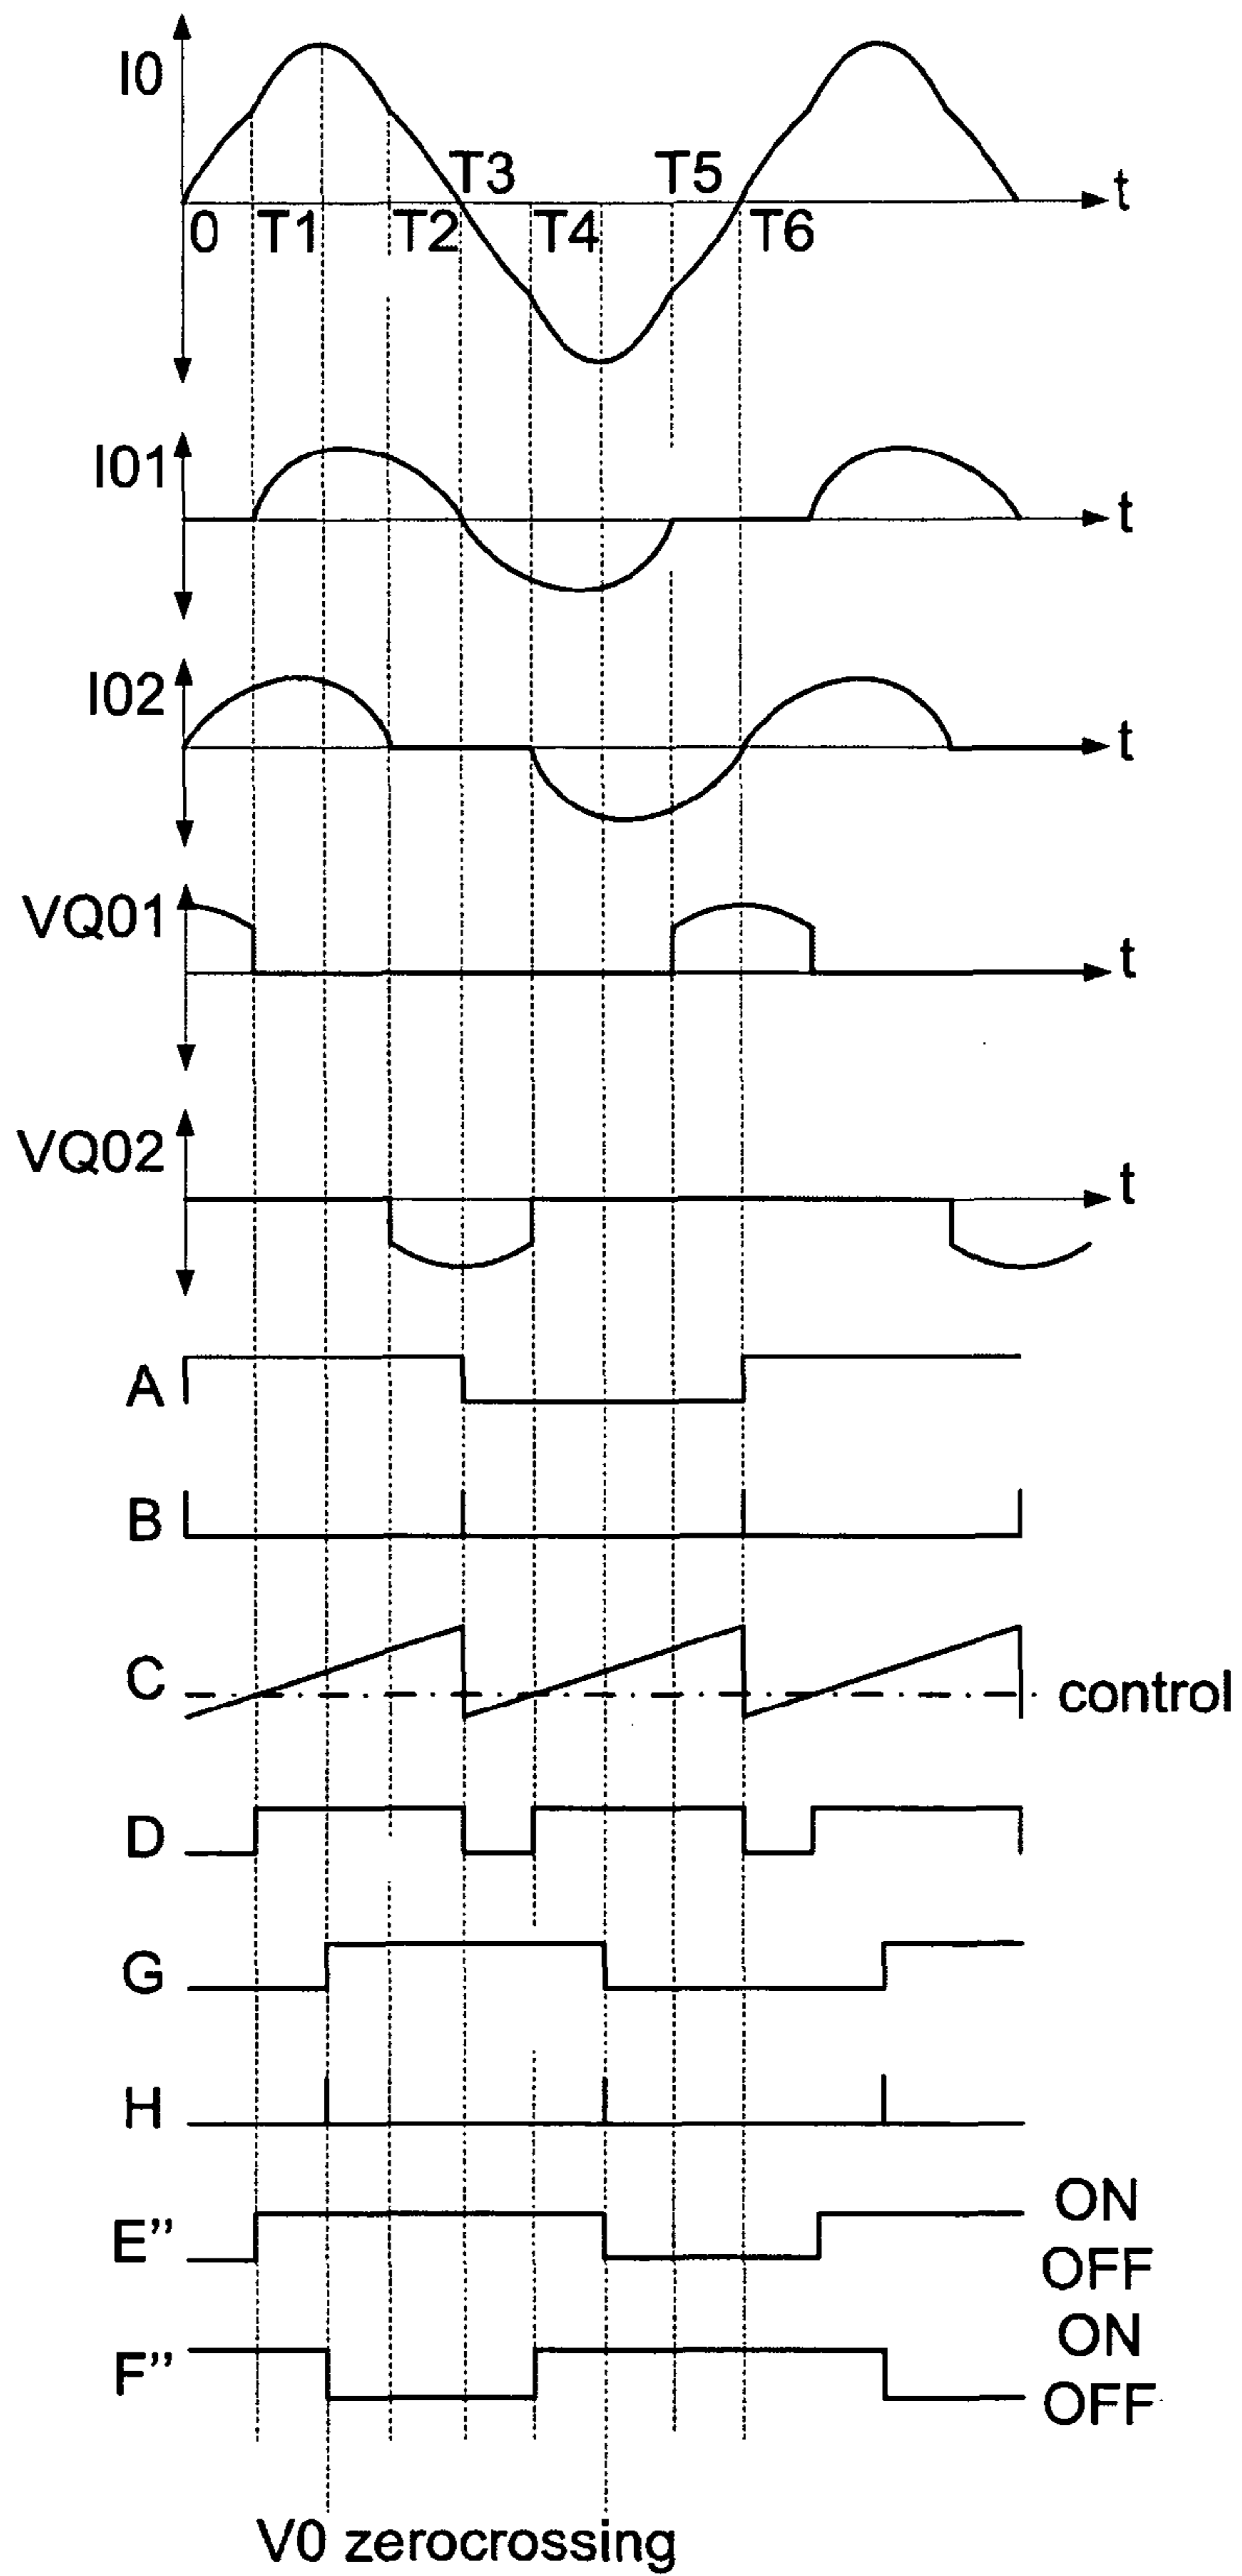 I0
T3 T5 t
0 T1 T2 T4 T6
I01 t
I02 t
VQ01 t
VQ02 t
A
B
C control
D
G
H
E” ON
OFF
F” ON
OFF
V0 zerocrossing